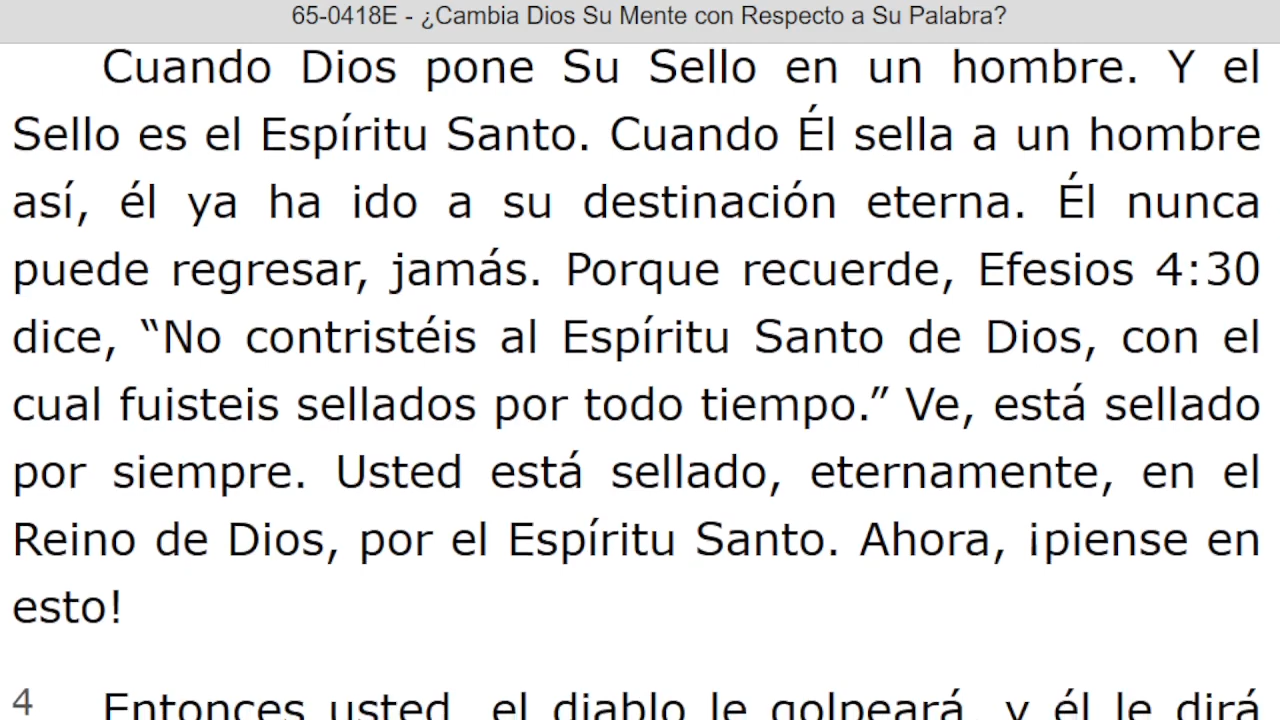 65-0418E - ¿Cambia Dios Su Mente con Respecto a Su Palabra?
Cuando Dios pone Su Sello en un hombre. Y el
Sello es el Espíritu Santo. Cuando Él sella a un hombre
así, él ya ha ido a su destinación eterna. Él nunca
puede regresar, jamás. Porque recuerde, Efesios 4:30
dice, “No contristéis al Espíritu Santo de Dios, con el
cual fuisteis sellados por todo tiempo.” Ve, está sellado
por siempre. Usted está sellado, eternamente, en el
Reino de Dios, por el Espíritu Santo. Ahora, ¡piense en
esto!
4 Entonces usted, el diablo le golpeará, y él le dirá